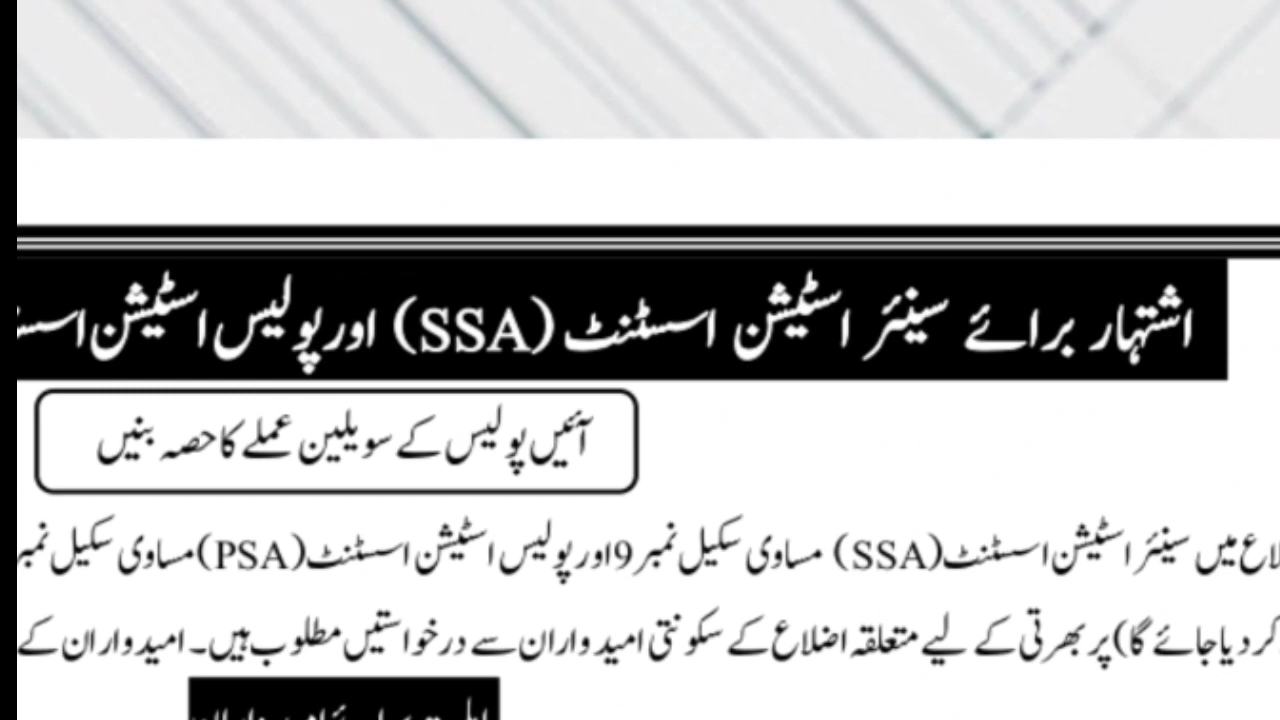 اشتہار برائے سینئر اسٹیشن اسسٹنٹ (SSA) اور پولیس اسٹیشن
آئیں پولیس کے سویلین عملے کا حصہ بنیں
میں سینئر اسٹیشن اسسٹنٹ (SSA) مساوی سکیل نمبر 9 اور پولیس اسٹیشن اسسٹنٹ (PSA) مساوی سکیل نمبر
کر دیا جائے گا) پر بھرتی کے لیے متعلقہ اضلاع کے سکونتی امیدواران سے درخواستیں مطلوب ہیں۔ امیدواران کے